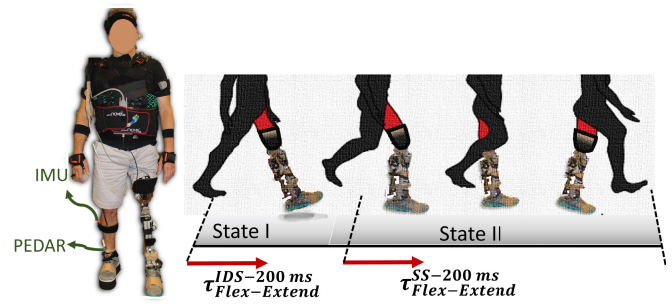 IMU
PEDAR
State I
State II
τ^{IDS−200 ms}_{Flex−Extend}
τ^{SS−200 ms}_{Flex−Extend}